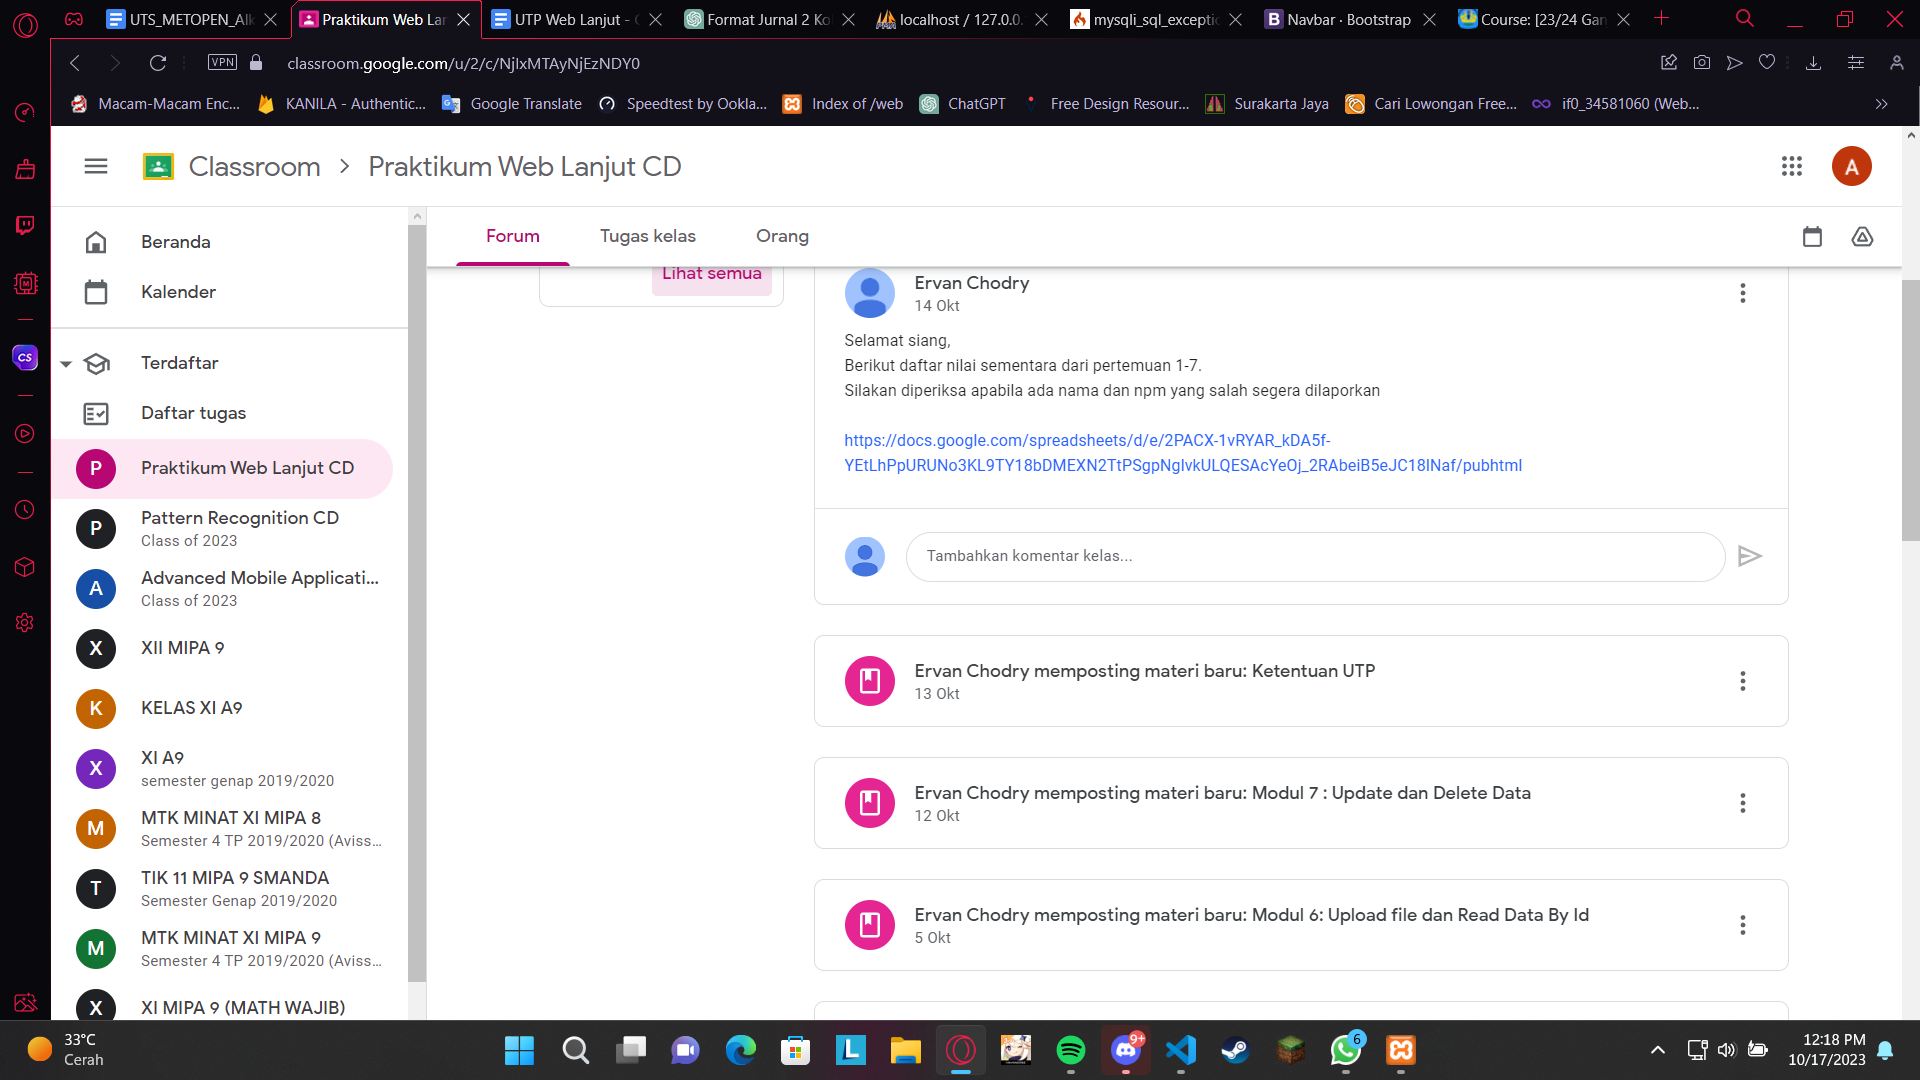 UTS_METOPEN_Alk
Praktikum Web Lar
UTP Web Lanjut - G
Format Jurnal 2 Kol
localhost / 127.0.0.
mysqli_sql_exceptio
Navbar · Bootstrap
Course: [23/24 Gan
VPN
classroom.google.com/u/2/c/NjIxMTAyNjEzNDY0
Macam-Macam Enc...
KANILA - Authentic...
Google Translate
Speedtest by Ookla...
Index of /web
ChatGPT
Free Design Resour...
Surakarta Jaya
Cari Lowongan Free...
if0_34581060 (Web...
Classroom > Praktikum Web Lanjut CD
A
Beranda
Kalender
Terdaftar
Daftar tugas
P
Praktikum Web Lanjut CD
P
Pattern Recognition CD
Class of 2023
A
Advanced Mobile Applicati...
Class of 2023
X
XII MIPA 9
K
KELAS XI A9
X
XI A9
semester genap 2019/2020
M
MTK MINAT XI MIPA 8
Semester 4 TP 2019/2020 (Aviss...
T
TIK 11 MIPA 9 SMANDA
Semester Genap 2019/2020
M
MTK MINAT XI MIPA 9
Semester 4 TP 2019/2020 (Aviss...
X
XI MIPA 9 (MATH WAJIB)
Forum
Tugas kelas
Orang
Lihat semua
Ervan Chodry
14 Okt
Selamat siang,
Berikut daftar nilai sementara dari pertemuan 1-7.
Silakan diperiksa apabila ada nama dan npm yang salah segera dilaporkan
https://docs.google.com/spreadsheets/d/e/2PACX-1vRYAR_kDA5f-
YEtLhPpURUNo3KL9TY18bDMEXN2TtPSgpNglvkULQESAcYeOj_2RAbeiB5eJC18lNaf/pubhtml
Tambahkan komentar kelas...
Ervan Chodry memposting materi baru: Ketentuan UTP
13 Okt
Ervan Chodry memposting materi baru: Modul 7 : Update dan Delete Data
12 Okt
Ervan Chodry memposting materi baru: Modul 6: Upload file dan Read Data By Id
5 Okt
CS
33°C
Cerah
L
9+
6
12:18 PM
10/17/2023